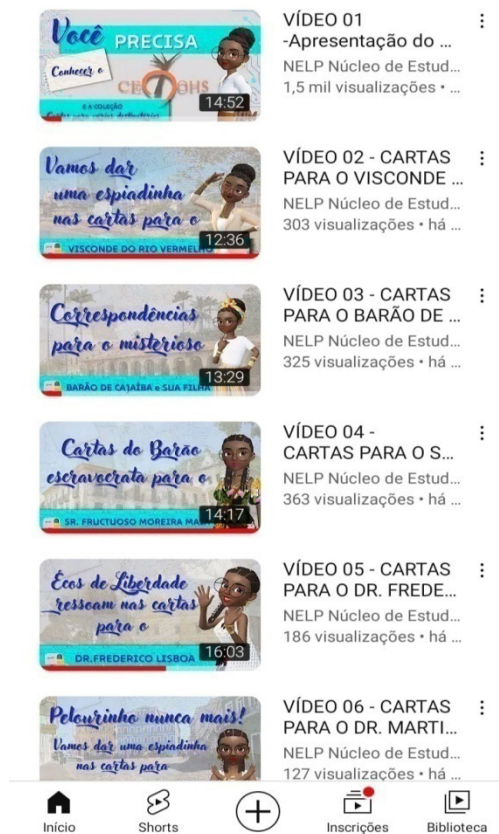 Você PRECISA
Conhecer o
CE DOHS
E A COLEÇÃO
Cartas para vários destinatários
14:52
VÍDEO 01
-Apresentação do ...
NELP Núcleo de Estud...
1,5 mil visualizações • ...
Vamos dar
uma espiadinha
nas cartas para o
VISCONDE DO RIO VERMELHO
12:36
VÍDEO 02 - CARTAS
PARA O VISCONDE ...
NELP Núcleo de Estud...
303 visualizações • há ...
Correspondências
para o misterioso
BARÃO DE CAJAÍBA e SUA FILHA
13:29
VÍDEO 03 - CARTAS
PARA O BARÃO DE ...
NELP Núcleo de Estud...
325 visualizações • há ...
Cartas do Barão
escravocrata para o
SR. FRUCTUOSO MOREIRA MA
14:17
VÍDEO 04 -
CARTAS PARA O S...
NELP Núcleo de Estud...
363 visualizações • há ...
Écos de Liberdade
ressoam nas cartas
para o
DR.FREDERICO LISBOA
16:03
VÍDEO 05 - CARTAS
PARA O DR. FREDE...
NELP Núcleo de Estud...
186 visualizações • há ...
Pelourinho nunca mais!
Vamos dar uma espiadinha
nas cartas para
VÍDEO 06 - CARTAS
PARA O DR. MARTI...
NELP Núcleo de Estud...
127 visualizações • há ...
Início
Shorts
Inscrições
Biblioteca